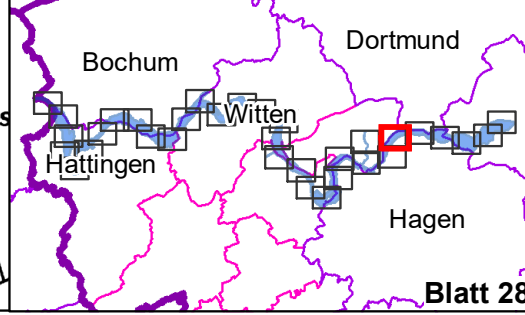 Dortmund
Bochum
Witten
s
Hattingen
Hagen
Blatt 28